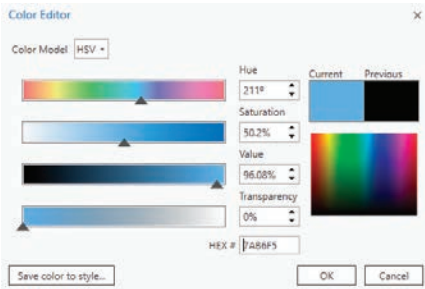 Color Editor ×
Color Model HSV
Hue
211º
Current Previous
Saturation
50.2%
Value
96.08%
Transparency
0%
HEX # 7AB6F5
Save color to style...
OK Cancel